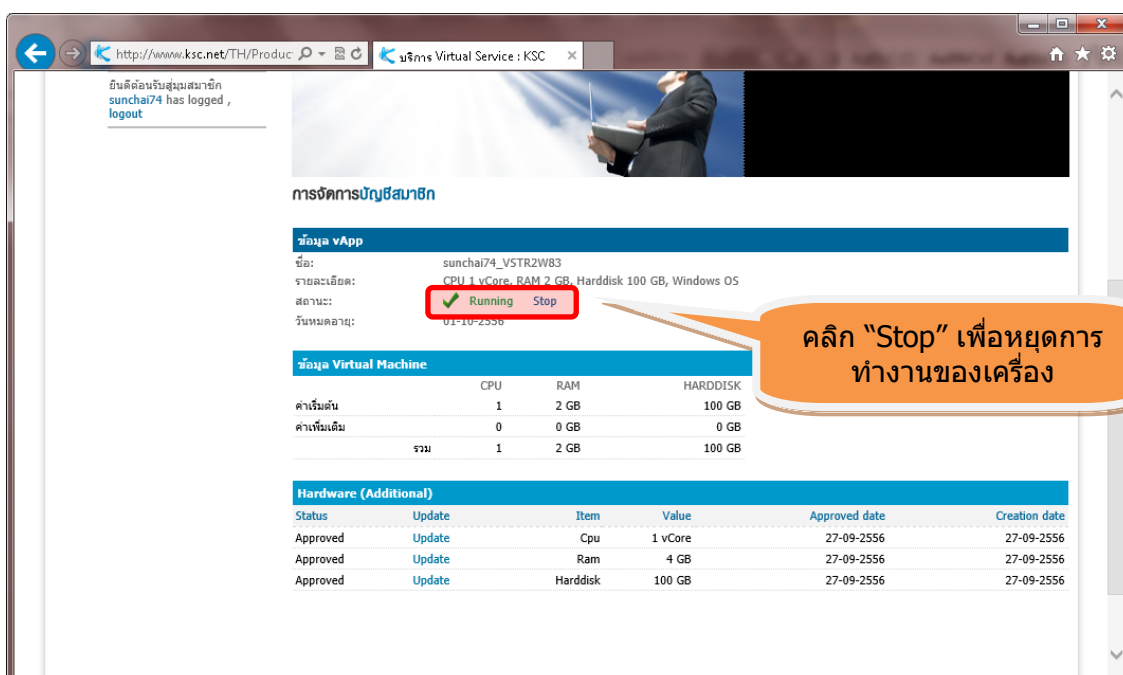 http://www.ksc.net/TH/Produc
บริการ Virtual Service : KSC
ยินดีต้อนรับสู่มุมสมาชิก
sunchai74 has logged ,
logout
การจัดการบัญชีสมาชิก
ข้อมูล vApp
ชื่อ: sunchai74_VSTR2W83
รายละเอียด: CPU 1 vCore, RAM 2 GB, Harddisk 100 GB, Windows OS
สถานะ: Running Stop
วันหมดอายุ: 01-10-2556
คลิก “Stop” เพื่อหยุดการ
ทำงานของเครื่อง
ข้อมูล Virtual Machine
CPU RAM HARDDISK
ค่าเริ่มต้น 1 2 GB 100 GB
ค่าเพิ่มเติม 0 0 GB 0 GB
รวม 1 2 GB 100 GB
Hardware (Additional)
Status Update Item Value Approved date Creation date
Approved Update Cpu 1 vCore 27-09-2556 27-09-2556
Approved Update Ram 4 GB 27-09-2556 27-09-2556
Approved Update Harddisk 100 GB 27-09-2556 27-09-2556